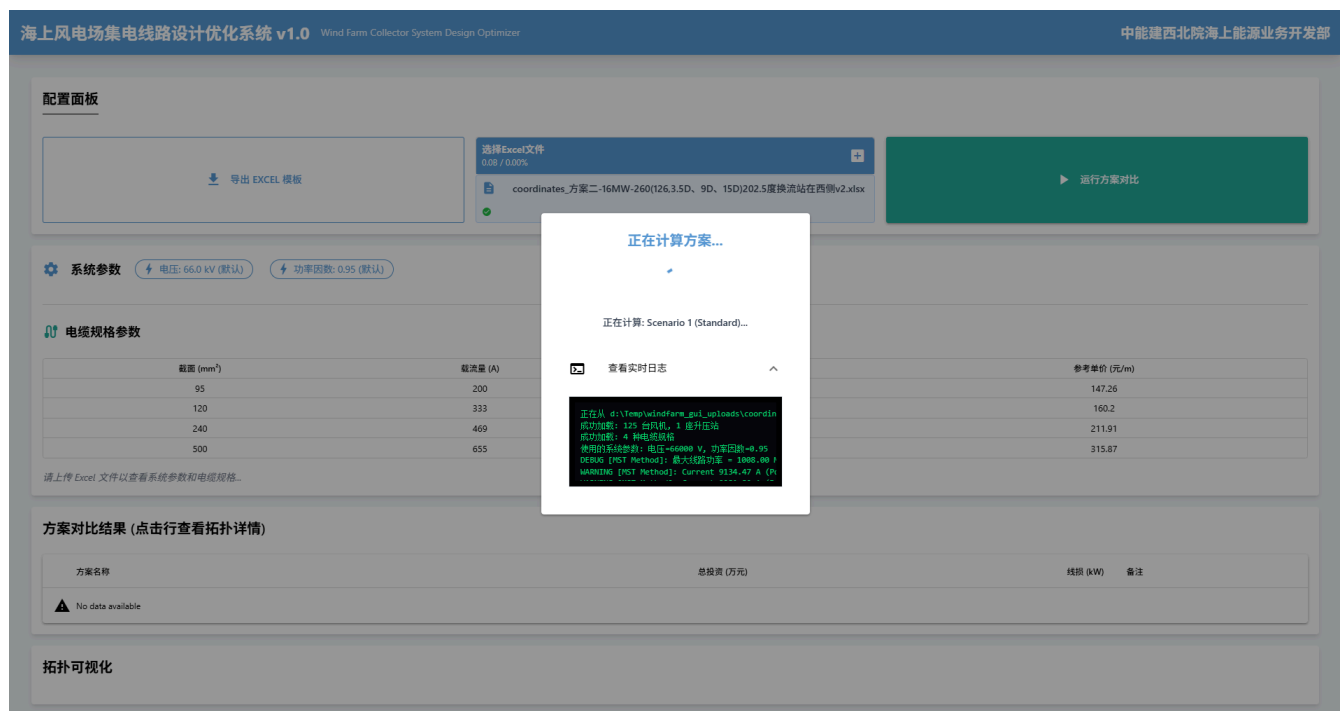 海上风电场集电线路设计优化系统 v1.0 Wind Farm Collector System Design Optimizer 中能建西北院海上能源业务开发部
配置面板
导出 EXCEL 模板
选择Excel文件
0.0B / 0.00%
coordinates_方案二-16MW-260(126,3.5D、9D、15D)202.5度换流站在西侧v2.xlsx
运行方案对比
正在计算方案...
正在计算: Scenario 1 (Standard)...
查看实时日志
正在从 d:\Temp\windfarm_gui_uploads\coordin
成功加载: 125 台风机, 1 座升压站
成功加载: 4 种电缆规格
使用的系统参数: 电压=66000 V, 功率因数=0.95
DEBUG [MST Method]: 最大线路功率 = 1008.00
WARNING [MST Method]: Current 9134.47 A (P
系统参数 电压: 66.0 kV (默认) 功率因数: 0.95 (默认)
电缆规格参数
截面 (mm²) 载流量 (A) 参考单价 (元/m)
95 200 147.26
120 333 160.2
240 469 211.91
500 655 315.87
请上传 Excel 文件以查看系统参数和电缆规格...
方案对比结果 (点击行查看拓扑详情)
方案名称 总投资 (万元) 线损 (kW) 备注
No data available
拓扑可视化